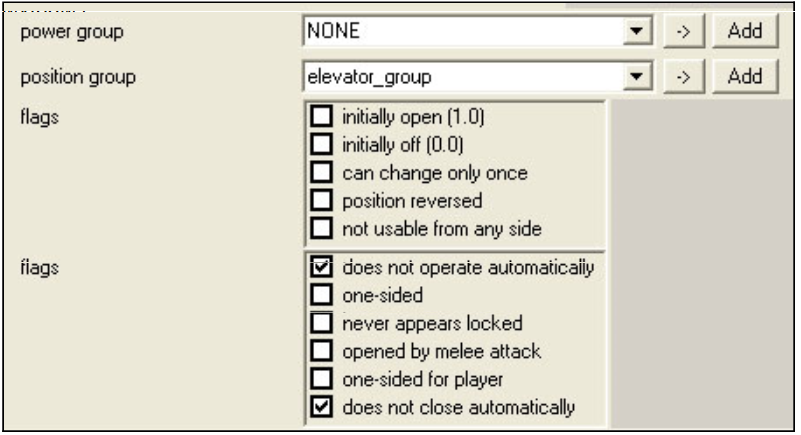 power group NONE -> Add
position group elevator_group -> Add
flags initially open (1.0)
initially off (0.0)
can change only once
position reversed
not usable from any side
flags does not operate automatically
one-sided
never appears locked
opened by melee attack
one-sided for player
does not close automatically